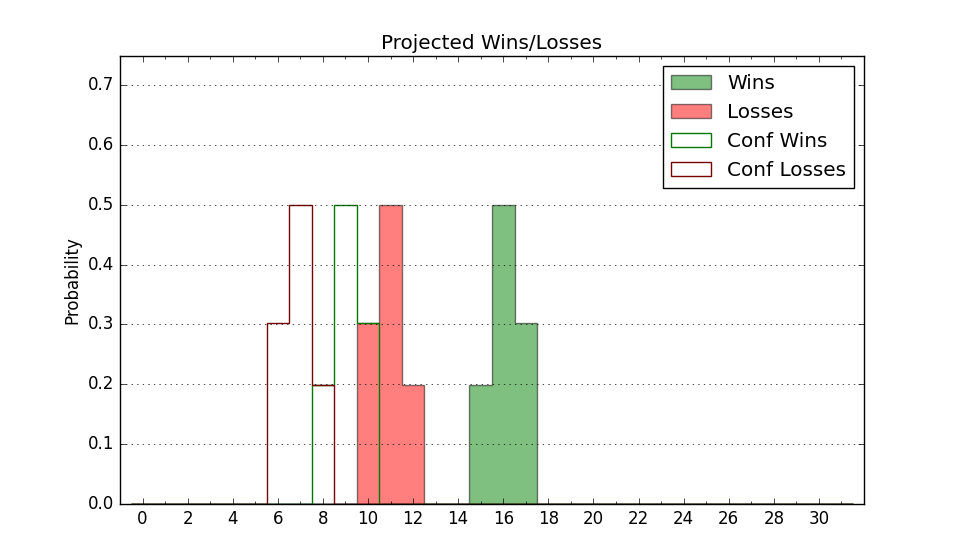 Projected Wins/Losses
Probability
0.7
0.6
0.5
0.4
0.3
0.2
0.1
0.0
0 2 4 6 8 10 12 14 16 18 20 22 24 26 28 30
Wins
Losses
Conf Wins
Conf Losses